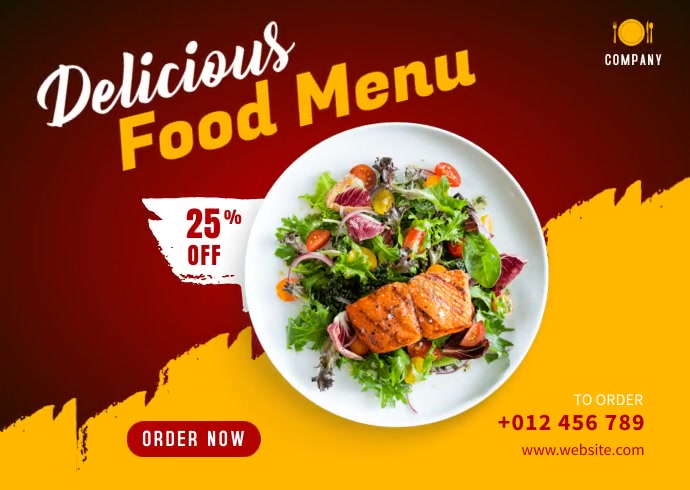 Delicious
Food Menu
COMPANY
25%
OFF
ORDER NOW
TO ORDER
+012 456 789
www.website.com